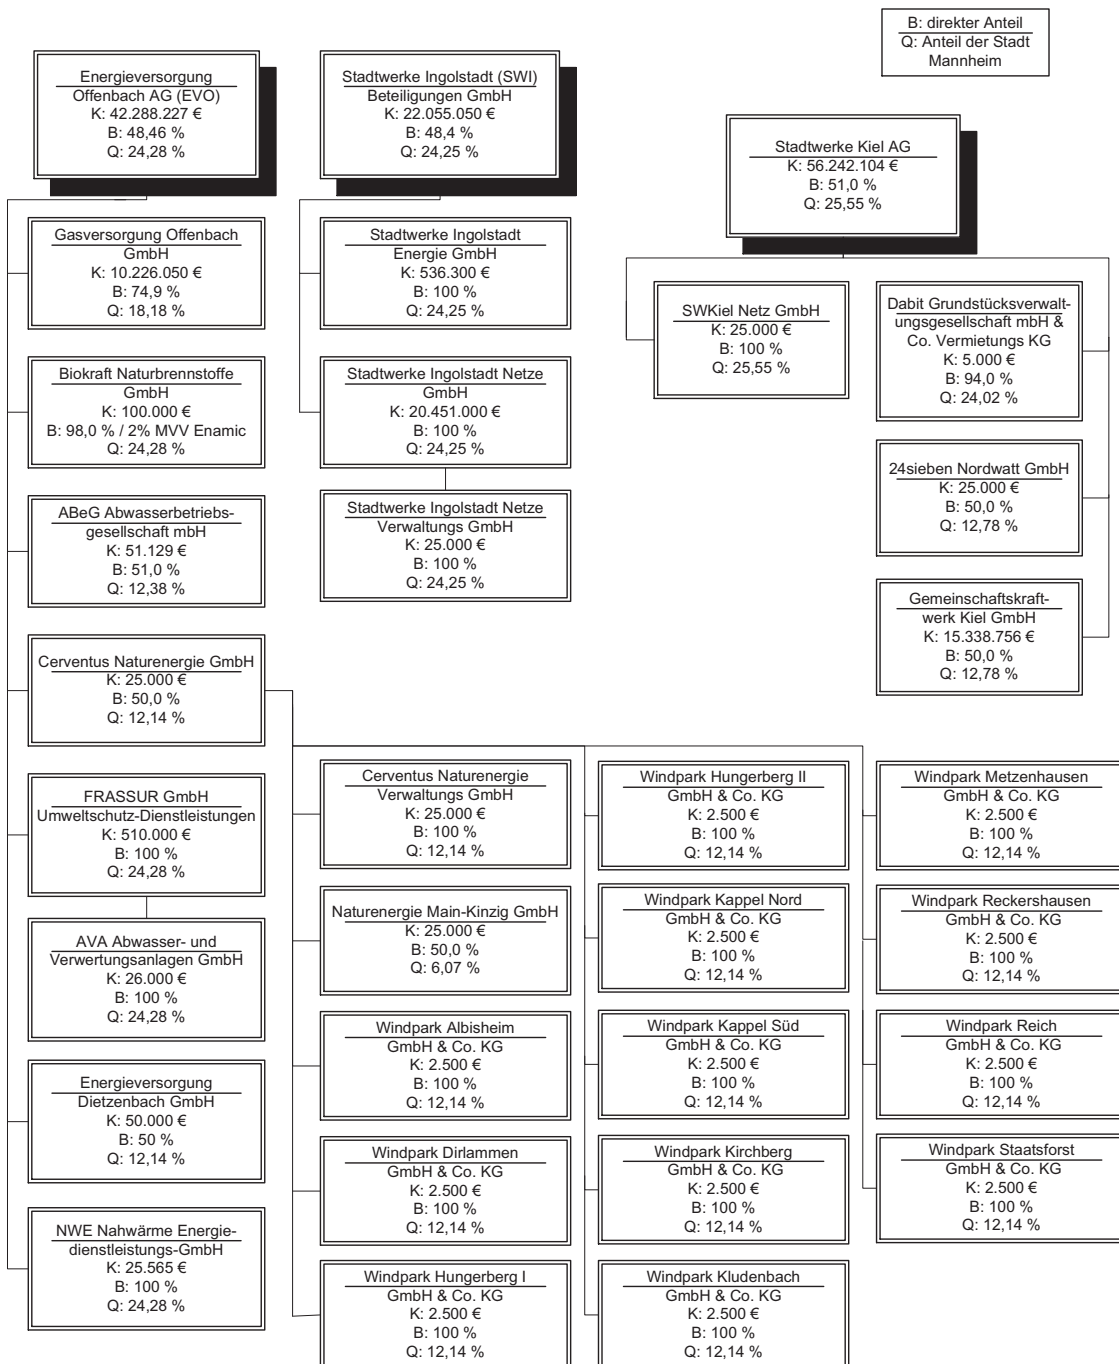 B: direkter Anteil
Q: Anteil der Stadt
Mannheim
Energieversorgung
Offenbach AG (EVO)
K: 42.288.227 €
B: 48,46 %
Q: 24,28 %
Gasversorgung Offenbach
GmbH
K: 10.226.050 €
B: 74,9 %
Q: 18,18 %
Biokraft Naturbrennstoffe
GmbH
K: 100.000 €
B: 98,0 % / 2% MVV Enamic
Q: 24,28 %
ABeG Abwasserbetriebs-
gesellschaft mbH
K: 51.129 €
B: 51,0 %
Q: 12,38 %
Cerventus Naturenergie GmbH
K: 25.000 €
B: 50,0 %
Q: 12,14 %
FRASSUR GmbH
Umweltschutz-Dienstleistungen
K: 510.000 €
B: 100 %
Q: 24,28 %
AVA Abwasser- und
Verwertungsanlagen GmbH
K: 26.000 €
B: 100 %
Q: 24,28 %
Energieversorgung
Dietzenbach GmbH
K: 50.000 €
B: 50 %
Q: 12,14 %
NWE Nahwärme Energie-
dienstleistungs-GmbH
K: 25.565 €
B: 100 %
Q: 24,28 %
Stadtwerke Ingolstadt (SWI)
Beteiligungen GmbH
K: 22.055.050 €
B: 48,4 %
Q: 24,25 %
Stadtwerke Ingolstadt
Energie GmbH
K: 536.300 €
B: 100 %
Q: 24,25 %
Stadtwerke Ingolstadt Netze
GmbH
K: 20.451.000 €
B: 100 %
Q: 24,25 %
Stadtwerke Ingolstadt Netze
Verwaltungs GmbH
K: 25.000 €
B: 100 %
Q: 24,25 %
Stadtwerke Kiel AG
K: 56.242.104 €
B: 51,0 %
Q: 25,55 %
SWKiel Netz GmbH
K: 25.000 €
B: 100 %
Q: 25,55 %
Dabit Grundstücksverwalt-
ungsgesellschaft mbH &
Co. Vermietungs KG
K: 5.000 €
B: 94,0 %
Q: 24,02 %
24sieben Nordwatt GmbH
K: 25.000 €
B: 50,0 %
Q: 12,78 %
Gemeinschaftskraft-
werk Kiel GmbH
K: 15.338.756 €
B: 50,0 %
Q: 12,78 %
Cerventus Naturenergie
Verwaltungs GmbH
K: 25.000 €
B: 100 %
Q: 12,14 %
Naturenergie Main-Kinzig GmbH
K: 25.000 €
B: 50,0 %
Q: 6,07 %
Windpark Albisheim
GmbH & Co. KG
K: 2.500 €
B: 100 %
Q: 12,14 %
Windpark Dirlammen
GmbH & Co. KG
K: 2.500 €
B: 100 %
Q: 12,14 %
Windpark Hungerberg I
GmbH & Co. KG
K: 2.500 €
B: 100 %
Q: 12,14 %
Windpark Hungerberg II
GmbH & Co. KG
K: 2.500 €
B: 100 %
Q: 12,14 %
Windpark Kappel Nord
GmbH & Co. KG
K: 2.500 €
B: 100 %
Q: 12,14 %
Windpark Kappel Süd
GmbH & Co. KG
K: 2.500 €
B: 100 %
Q: 12,14 %
Windpark Kirchberg
GmbH & Co. KG
K: 2.500 €
B: 100 %
Q: 12,14 %
Windpark Kludenbach
GmbH & Co. KG
K: 2.500 €
B: 100 %
Q: 12,14 %
Windpark Metzenhausen
GmbH & Co. KG
K: 2.500 €
B: 100 %
Q: 12,14 %
Windpark Reckershausen
GmbH & Co. KG
K: 2.500 €
B: 100 %
Q: 12,14 %
Windpark Reich
GmbH & Co. KG
K: 2.500 €
B: 100 %
Q: 12,14 %
Windpark Staatsforst
GmbH & Co. KG
K: 2.500 €
B: 100 %
Q: 12,14 %